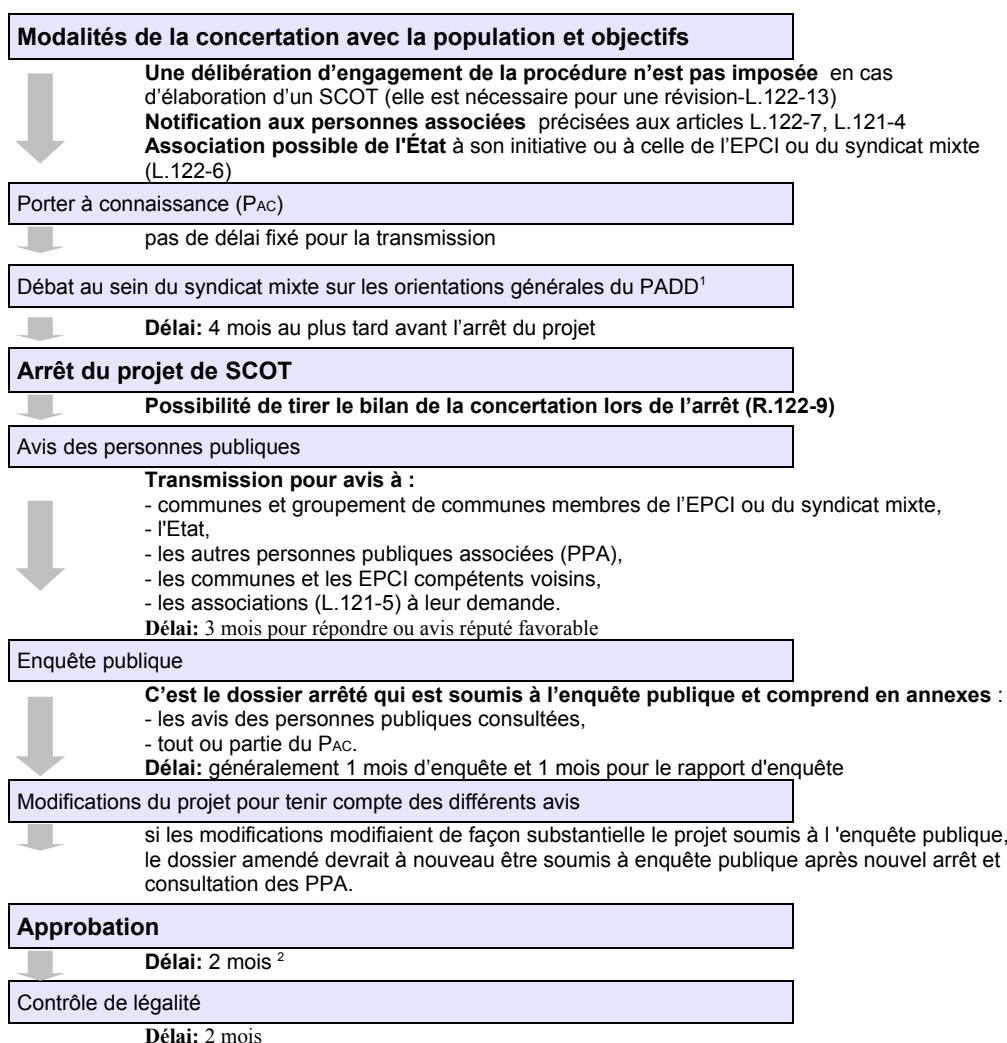 Modalités de la concertation avec la population et objectifs
Une délibération d’engagement de la procédure n’est pas imposée en cas
d’élaboration d’un SCOT (elle est nécessaire pour une révision-L.122-13)
Notification aux personnes associées précisées aux articles L.122-7, L.121-4
Association possible de l'État à son initiative ou à celle de l’EPCI ou du syndicat mixte
(L.122-6)
Porter à connaissance (PAC)
pas de délai fixé pour la transmission
Débat au sein du syndicat mixte sur les orientations générales du PADD1
Délai: 4 mois au plus tard avant l’arrêt du projet
Arrêt du projet de SCOT
Possibilité de tirer le bilan de la concertation lors de l’arrêt (R.122-9)
Avis des personnes publiques
Transmission pour avis à :
- communes et groupement de communes membres de l’EPCI ou du syndicat mixte,
- l'Etat,
- les autres personnes publiques associées (PPA),
- les communes et les EPCI compétents voisins,
- les associations (L.121-5) à leur demande.
Délai: 3 mois pour répondre ou avis réputé favorable
Enquête publique
C’est le dossier arrêté qui est soumis à l’enquête publique et comprend en annexes :
- les avis des personnes publiques consultées,
- tout ou partie du PAC.
Délai: généralement 1 mois d’enquête et 1 mois pour le rapport d'enquête
Modifications du projet pour tenir compte des différents avis
si les modifications modifiaient de façon substantielle le projet soumis à l 'enquête publique,
le dossier amendé devrait à nouveau être soumis à enquête publique après nouvel arrêt et
consultation des PPA.
Approbation
Délai: 2 mois 2
Contrôle de légalité
Délai: 2 mois